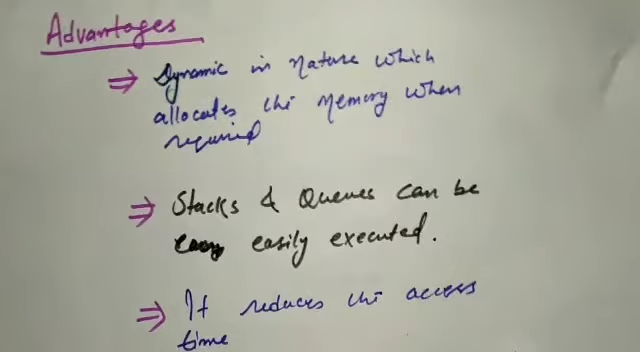 Advantages
⇒ Dynamic in nature which
allocates the memory when
required
⇒ Stacks & Queues can be
easily executed.
⇒ It reduces the access
time